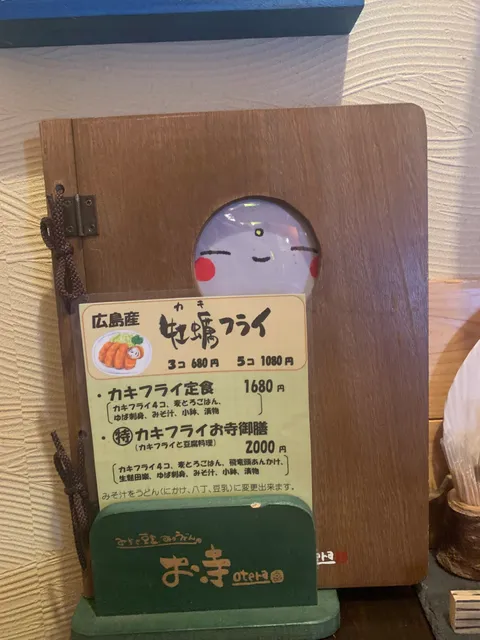 広島産
カキ
牡蠣フライ
3コ 680円 5コ 1080円
・カキフライ定食 1680円
カキフライ4コ、麦とろごはん、
ゆば刺身、みそ汁、小鉢、漬物
・特カキフライお寺御膳
(カキフライと豆腐料理) 2000円
カキフライ4コ、麦とろごはん、飛竜頭あんかけ、
生麩田楽、ゆば刺身、みそ汁、小鉢、漬物
みそ汁をうどん(にかけ、八丁、豆乳)に変更出来ます。
お寺 otera
tera